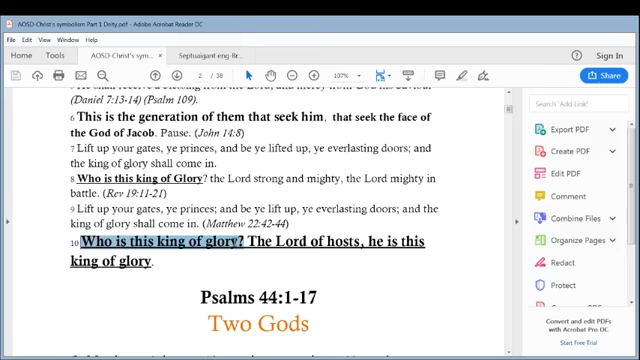 AOSD-Christ's symbolism Part 1 Deity.pdf - Adobe Acrobat Reader DC
File Edit View Window Help
Home Tools AOSD-Christ's symb... × Septuaigant eng-Br... Sign In
2 / 38 107% Share
(Daniel 7:13-14) (Psalm 109).
6 This is the generation of them that seek him, that seek the face of
the God of Jacob. Pause. (John 14:8)
7 Lift up your gates, ye princes, and be ye lifted up, ye everlasting doors; and
the king of glory shall come in.
8 Who is this king of Glory? the Lord strong and mighty, the Lord mighty in
battle. (Rev 19:11-21)
9 Lift up your gates, ye princes; and be ye lift up, ye everlasting doors; and the
king of glory shall come in. (Matthew 22:42-44)
10 Who is this king of glory? The Lord of hosts, he is this
king of glory.
Psalms 44:1-17
Two Gods
Search 'Add Link'
Export PDF
Create PDF
Edit PDF
Comment
Combine Files
Organize Pages
Redact
Protect
Convert and edit PDFs
with Acrobat Pro DC
Start Free Trial